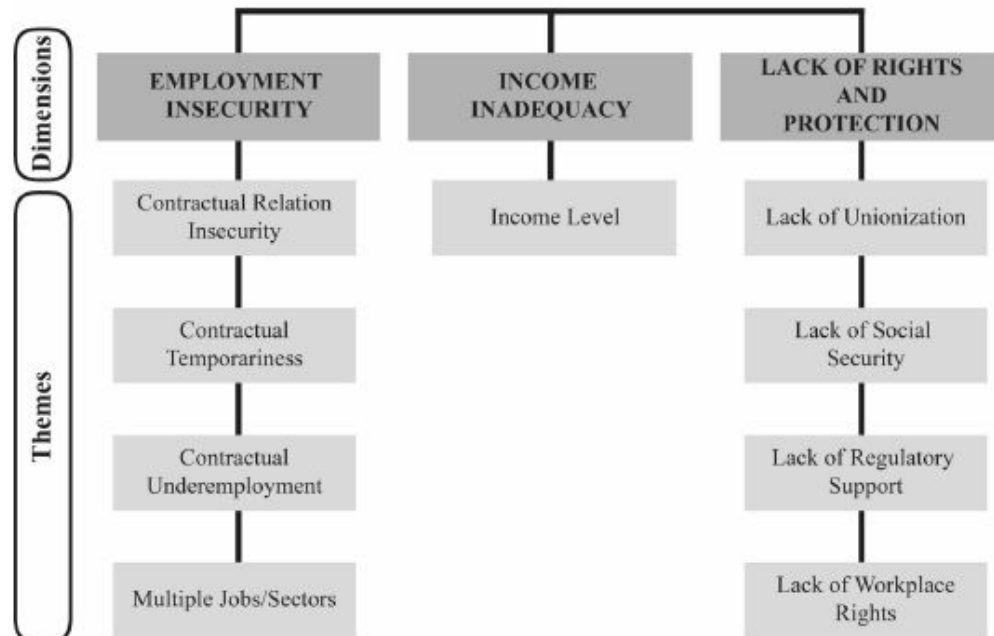 Dimensions
EMPLOYMENT
INSECURITY
INCOME
INADEQUACY
LACK OF RIGHTS
AND
PROTECTION
Themes
Contractual Relation
Insecurity
Income Level
Lack of Unionization
Contractual
Temporariness
Lack of Social
Security
Contractual
Underemployment
Lack of Regulatory
Support
Multiple Jobs/Sectors
Lack of Workplace
Rights